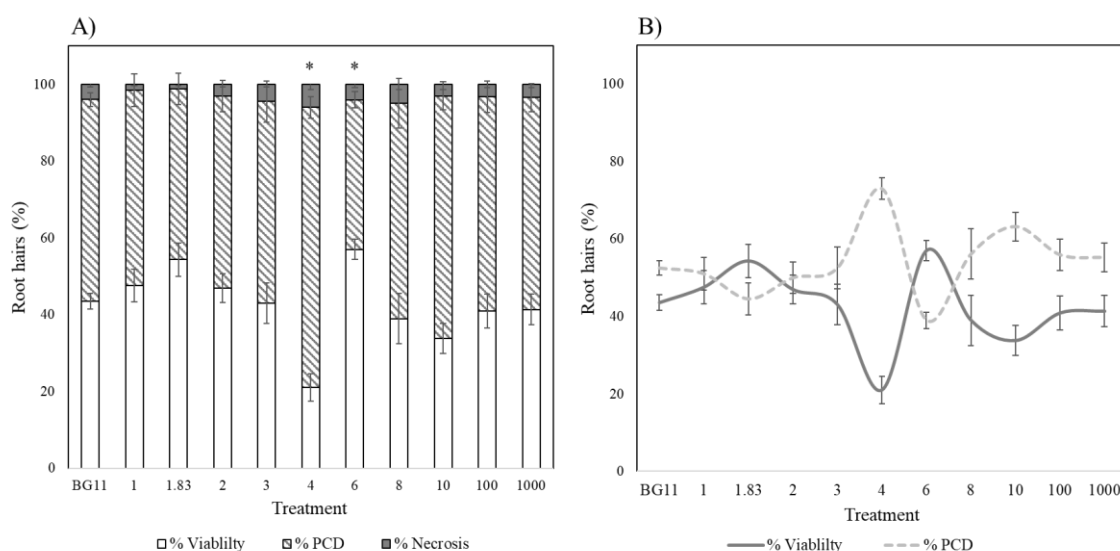 A)
100
80
60
40
20
0
Root hairs (%)
* *
BG11 1 1.83 2 3 4 6 8 10 100 1000
Treatment
% Viablilty % PCD % Necrosis
B)
100
80
60
40
20
0
Root hairs (%)
BG11 1 1.83 2 3 4 6 8 10 100 1000
Treatment
% Viablilty % PCD